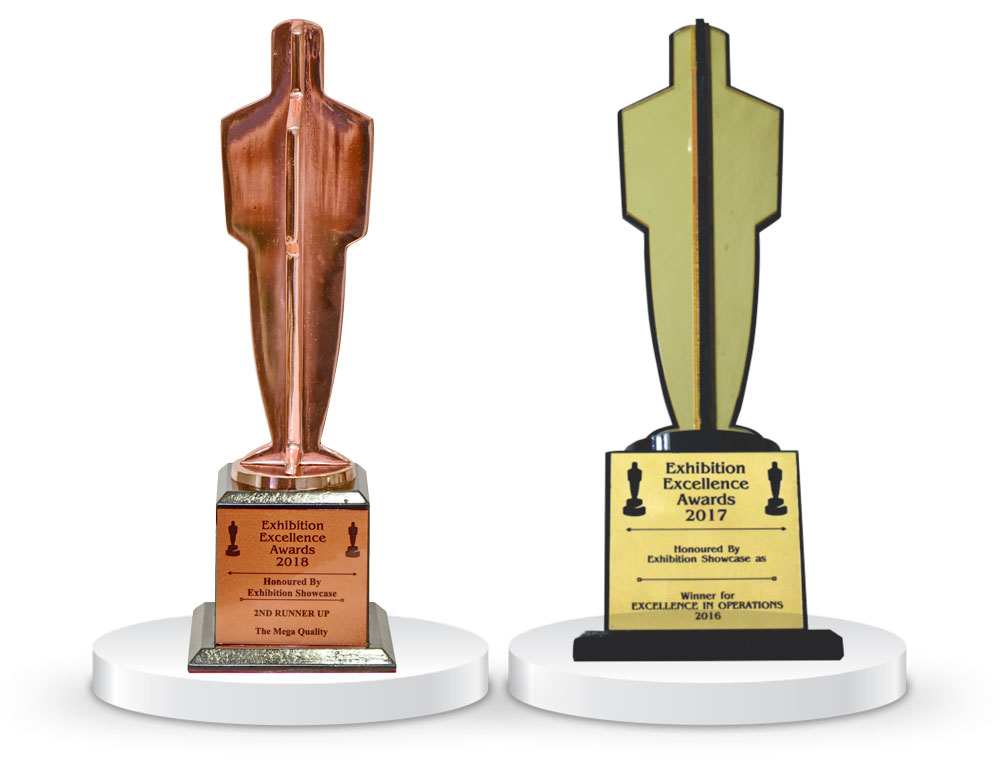 Exhibition
Excellence
Awards
2018
Honoured By
Exhibition Showcase
2ND RUNNER UP
The Mega Quality
Exhibition
Excellence
Awards
2017
Honoured By
Exhibition Showcase as
Winner for
EXCELLENCE IN OPERATIONS
2016